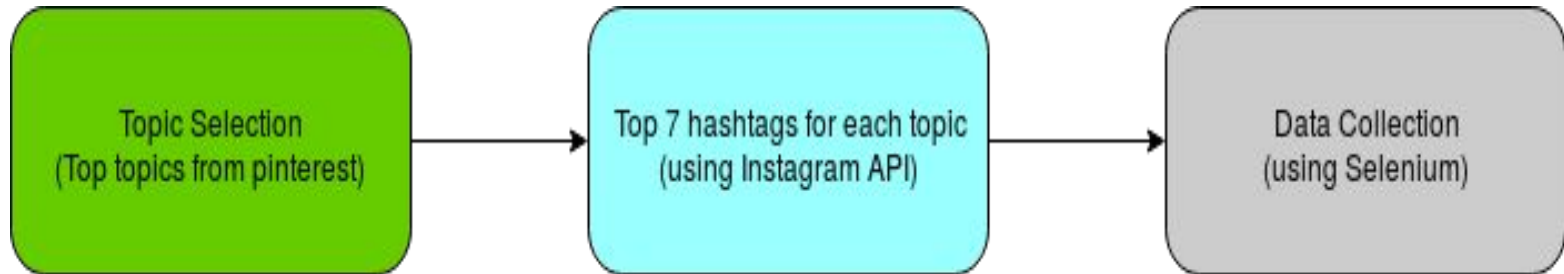 Topic Selection
(Top topics from pinterest)
Top 7 hashtags for each topic
(using Instagram API)
Data Collection
(using Selenium)